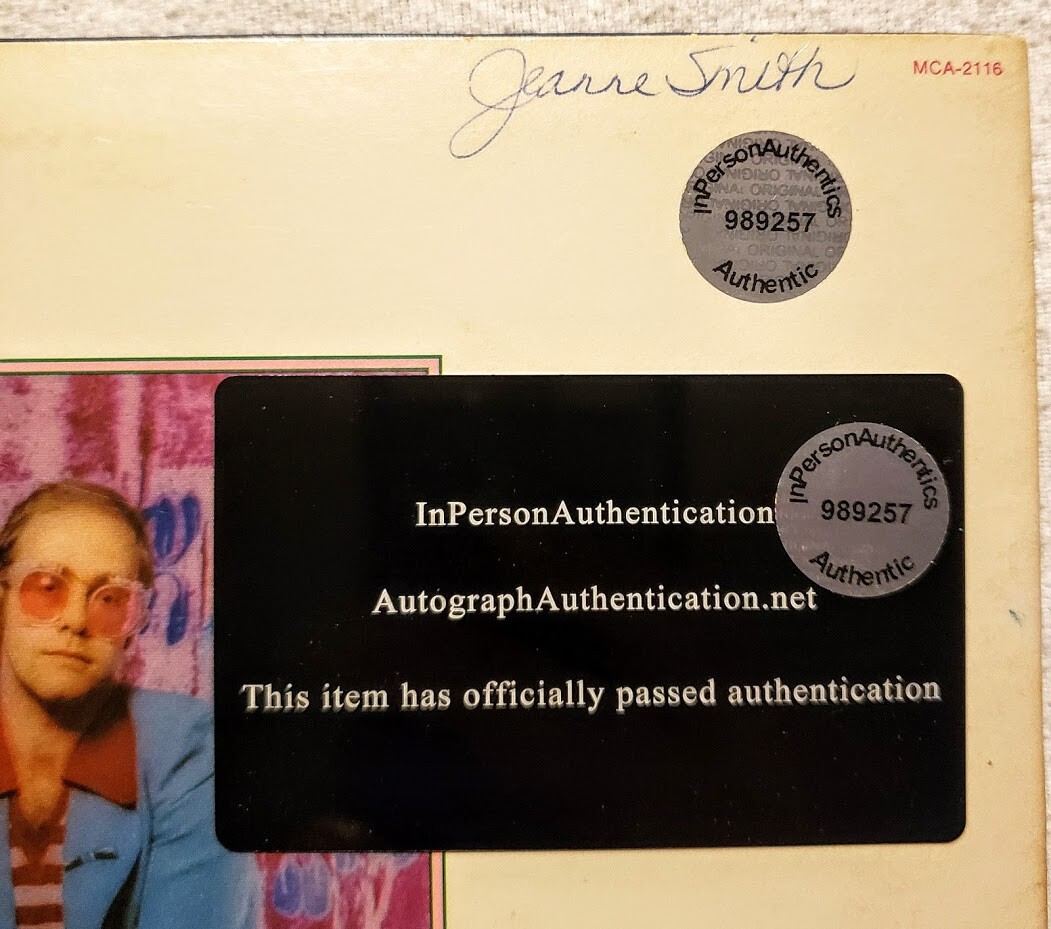 Jeanne Smith
MCA-2116
InPersonAuthentics
989257
Authentic
InPersonAuthentics
989257
Authentic
InPersonAuthentication
AutographAuthentication.net
This item has officially passed authentication